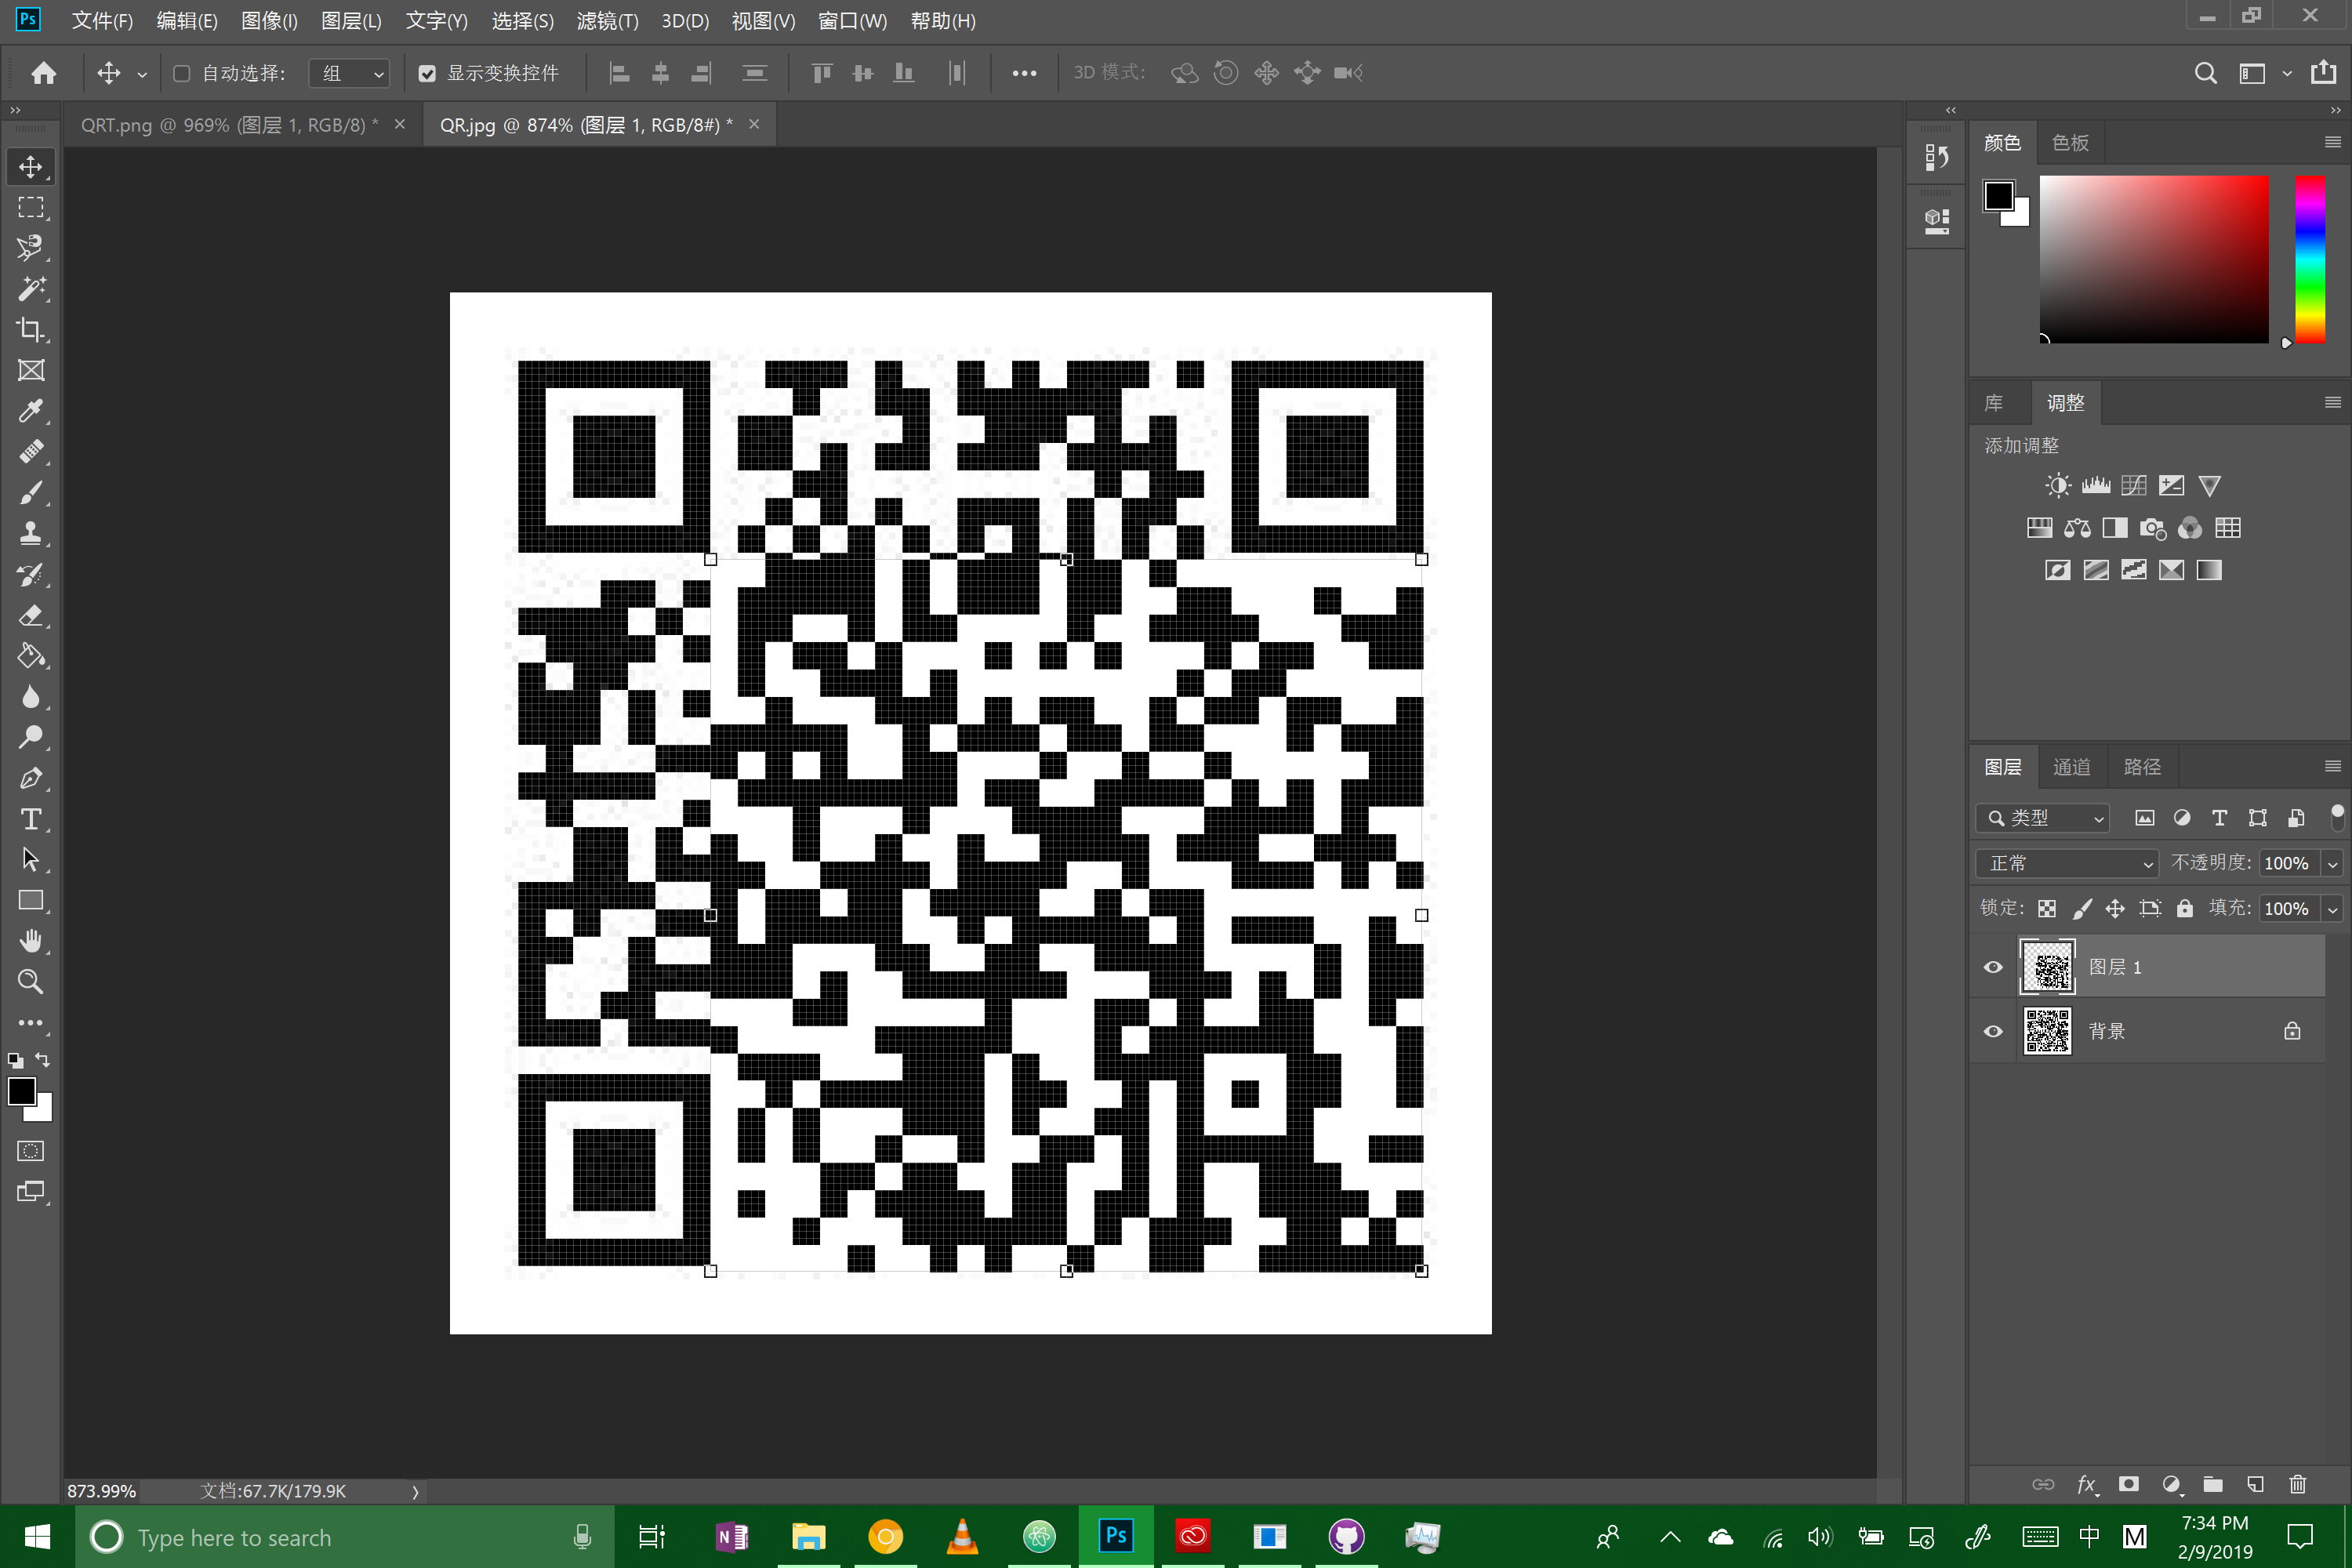 Ps 文件(F) 编辑(E) 图像(I) 图层(L) 文字(Y) 选择(S) 滤镜(T) 3D(D) 视图(V) 窗口(W) 帮助(H)
自动选择: 组 显示变换控件 3D 模式:
QRT.png @ 969% (图层 1, RGB/8) * QR.jpg @ 874% (图层 1, RGB/8#) *
颜色 色板
库 调整
添加调整
图层 通道 路径
类型
正常 不透明度: 100%
锁定: 填充: 100%
图层 1
背景
fx
873.99% 文档:67.7K/179.9K
Type here to search
N Ps 中 M
7:34 PM
2/9/2019